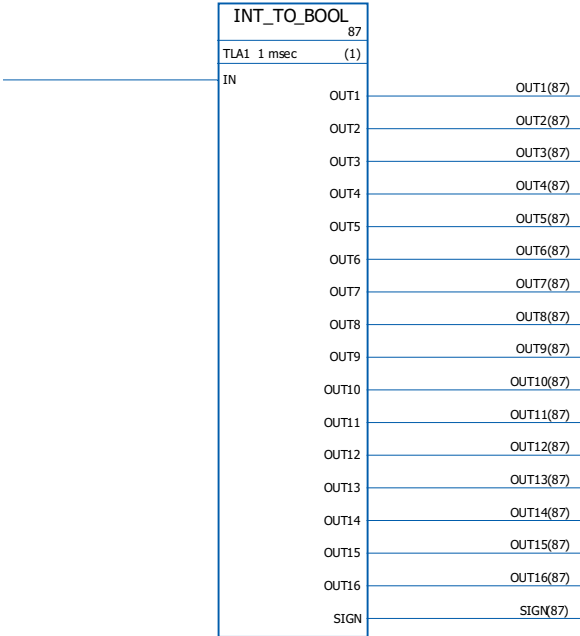 INT_TO_BOOL
87
TLA1 1 msec (1)
IN
OUT1 OUT1(87)
OUT2 OUT2(87)
OUT3 OUT3(87)
OUT4 OUT4(87)
OUT5 OUT5(87)
OUT6 OUT6(87)
OUT7 OUT7(87)
OUT8 OUT8(87)
OUT9 OUT9(87)
OUT10 OUT10(87)
OUT11 OUT11(87)
OUT12 OUT12(87)
OUT13 OUT13(87)
OUT14 OUT14(87)
OUT15 OUT15(87)
OUT16 OUT16(87)
SIGN SIGN(87)